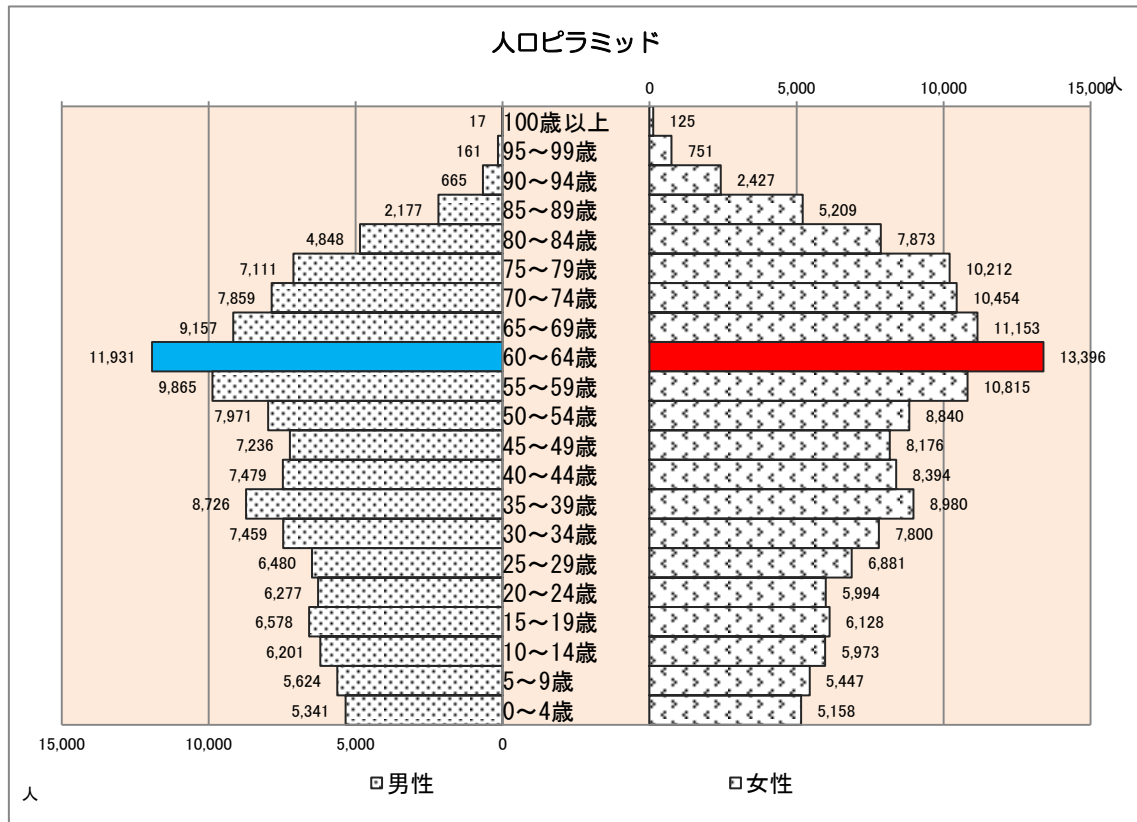 人口ピラミッド
0 5,000 10,000 15,000 人
15,000 10,000 5,000 0
17 100歳以上 125
161 95～99歳 751
665 90～94歳 2,427
2,177 85～89歳 5,209
4,848 80～84歳 7,873
7,111 75～79歳 10,212
7,859 70～74歳 10,454
9,157 65～69歳 11,153
11,931 60～64歳 13,396
9,865 55～59歳 10,815
7,971 50～54歳 8,840
7,236 45～49歳 8,176
7,479 40～44歳 8,394
8,726 35～39歳 8,980
7,459 30～34歳 7,800
6,480 25～29歳 6,881
6,277 20～24歳 5,994
6,578 15～19歳 6,128
6,201 10～14歳 5,973
5,624 5～9歳 5,447
5,341 0～4歳 5,158
男性 女性
人